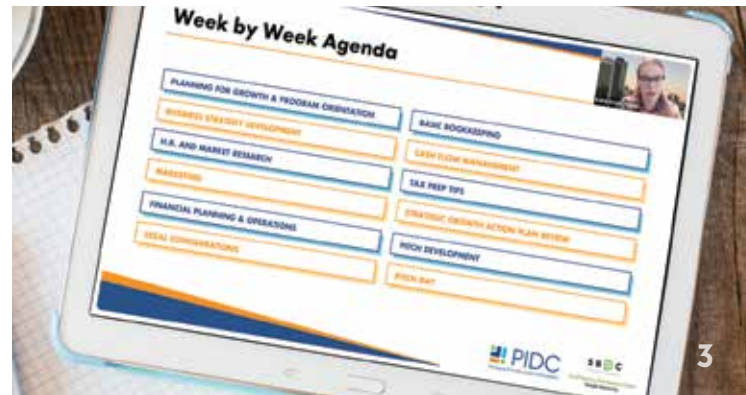 Week by Week Agenda
PLANNING FOR GROWTH & PROGRAM ORIENTATION
BUSINESS STRATEGY DEVELOPMENT
H.R. AND MARKET RESEARCH
MARKETING
FINANCIAL PLANNING & OPERATIONS
LEGAL CONSIDERATIONS
BASIC BOOKKEEPING
CASH FLOW MANAGEMENT
TAX PREP TIPS
STRATEGIC GROWTH ACTION PLAN REVIEW
PITCH DEVELOPMENT
PITCH DAY
PIDC
SBDC
3